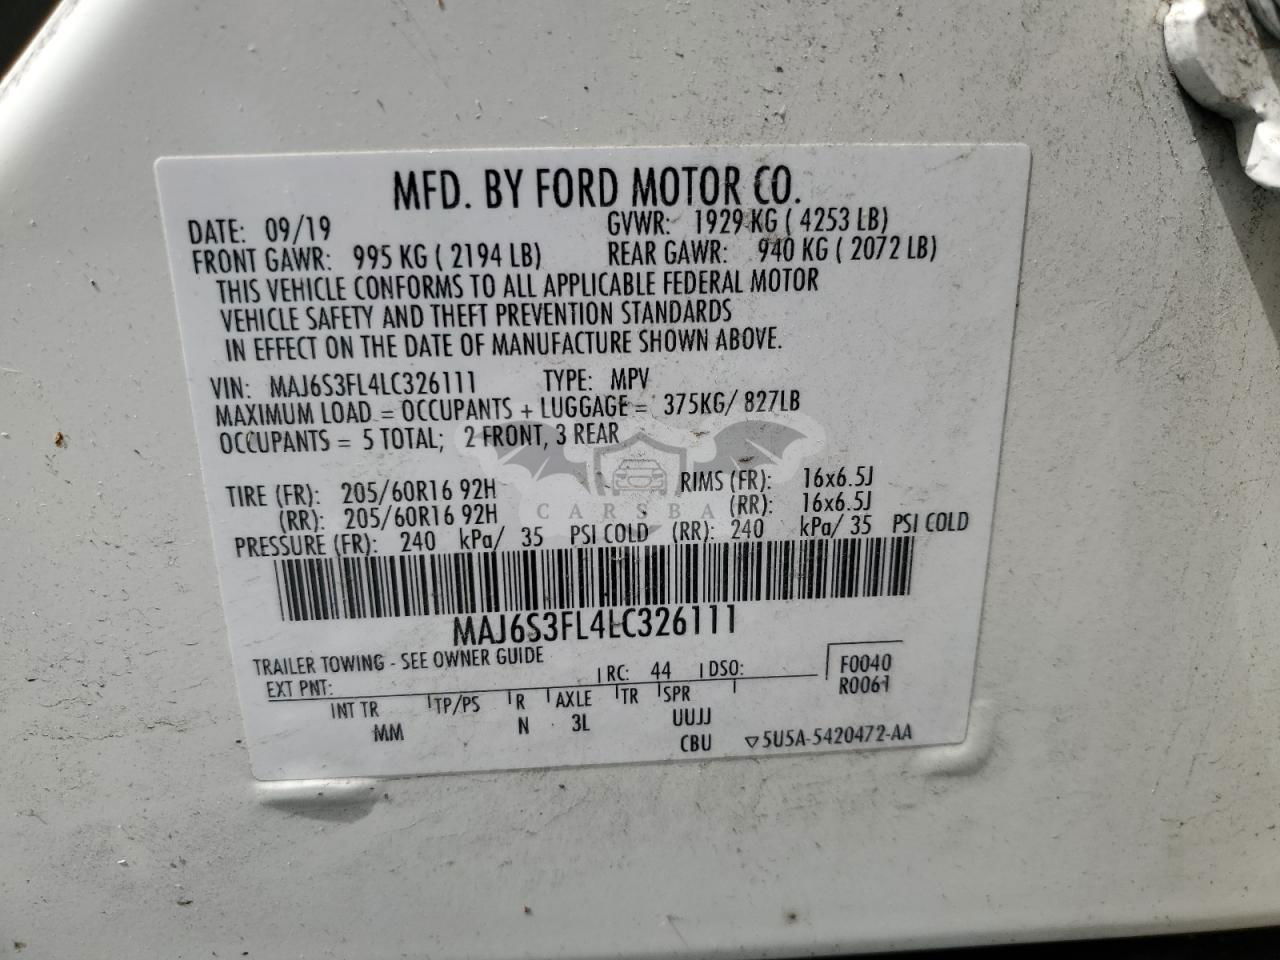 MFD. BY FORD MOTOR CO.
DATE: 09/19 GVWR: 1929 KG ( 4253 LB)
FRONT GAWR: 995 KG ( 2194 LB) REAR GAWR: 940 KG ( 2072 LB)
THIS VEHICLE CONFORMS TO ALL APPLICABLE FEDERAL MOTOR
VEHICLE SAFETY AND THEFT PREVENTION STANDARDS
IN EFFECT ON THE DATE OF MANUFACTURE SHOWN ABOVE.
VIN: MAJ6S3FL4LC326111 TYPE: MPV
MAXIMUM LOAD = OCCUPANTS + LUGGAGE = 375KG/ 827LB
OCCUPANTS = 5 TOTAL; 2 FRONT, 3 REAR
TIRE (FR): 205/60R16 92H RIMS (FR): 16x6.5J
(RR): 205/60R16 92H (RR): 16x6.5J
CARSBA
PRESSURE (FR): 240 kPa/ 35 PSI COLD (RR): 240 kPa/ 35 PSI COLD
MAJ6S3FL4LC326111
TRAILER TOWING - SEE OWNER GUIDE
EXT PNT: RC: 44 DSO: F0040
R0061
INT TR TP/PS R AXLE TR SPR
MM N 3L UUJJ
CBU ▽5U5A-5420472-AA